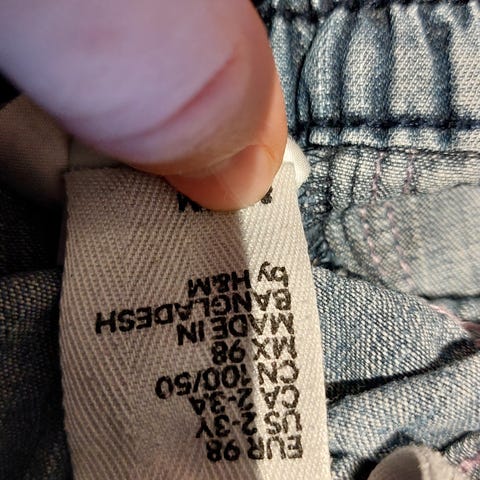 EUR 98
US 2-3Y
CA 2-3A
CN 100/50
MX 98
MADE IN
BANGLADESH
by H&M